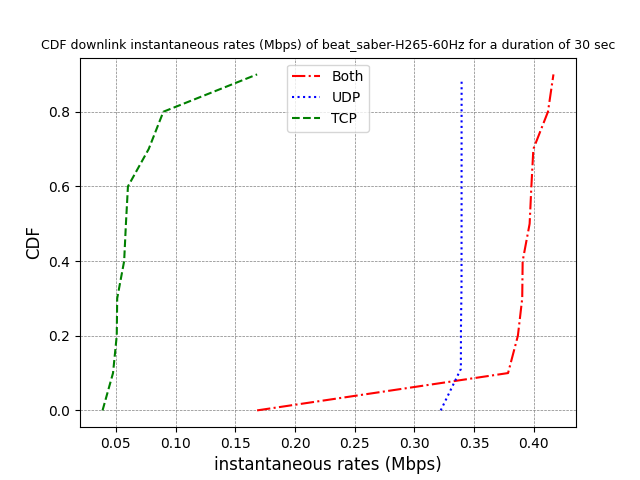 CDF downlink instantaneous rates (Mbps) of beat_saber-H265-60Hz for a duration of 30 sec
Both
UDP
TCP
CDF
0.8
0.6
0.4
0.2
0.0
0.05 0.10 0.15 0.20 0.25 0.30 0.35 0.40
instantaneous rates (Mbps)